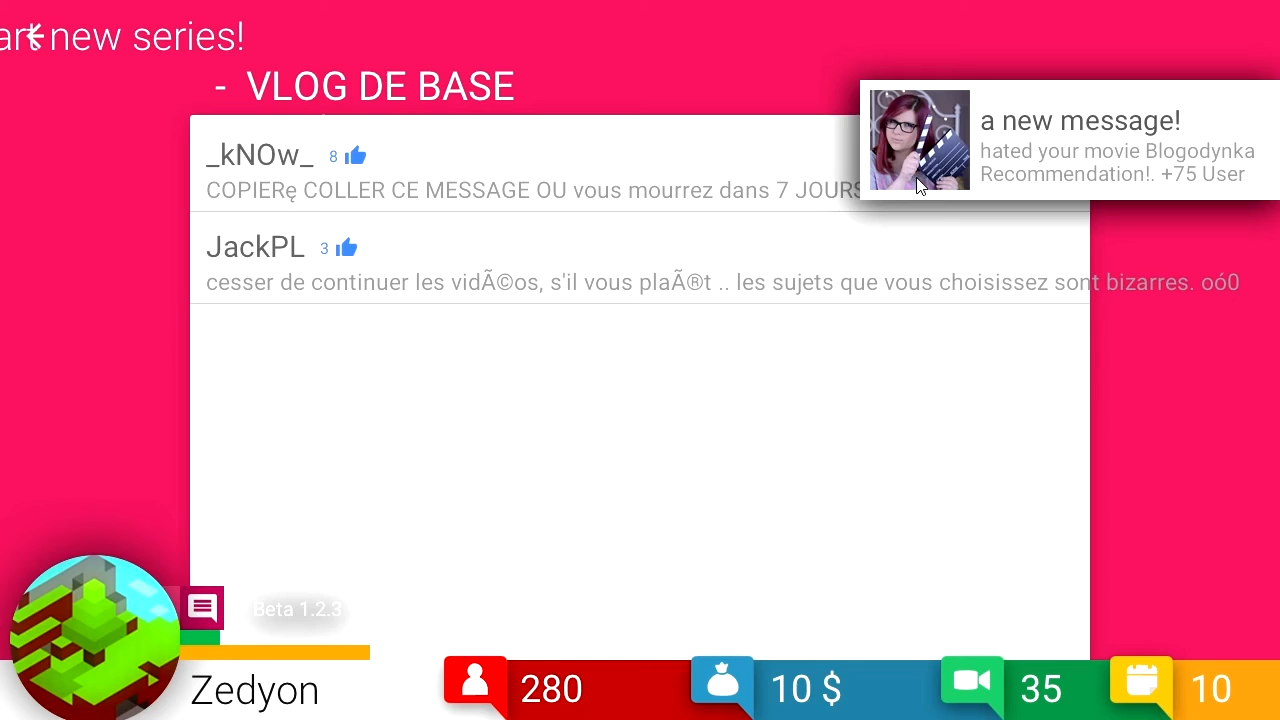 art new series!
- VLOG DE BASE
a new message!
hated your movie Blogodynka
Recommendation!. +75 User
_kNOw_ 8
COPIERę COLLER CE MESSAGE OU vous mourrez dans 7 JOURS
JackPL 3
cesser de continuer les vidÃ©os, s'il vous plaÃ®t .. les sujets que vous choisissez sont bizarres. oó0
Beta 1.2.3
Zedyon
280
10 $
35
10